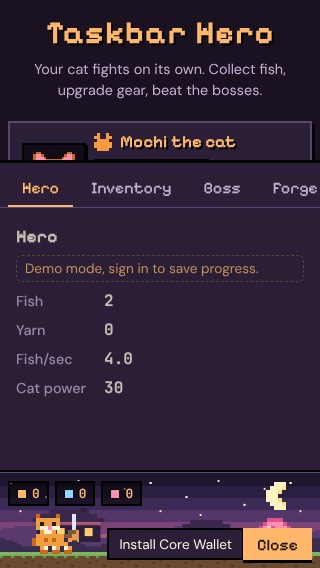 Taskbar Hero
Your cat fights on its own. Collect fish,
upgrade gear, beat the bosses.
Mochi the cat
Hero Inventory Boss Forge
Hero
Demo mode, sign in to save progress.
Fish 2
Yarn 0
Fish/sec 4.0
Cat power 30
0 0 0
Install Core Wallet Close